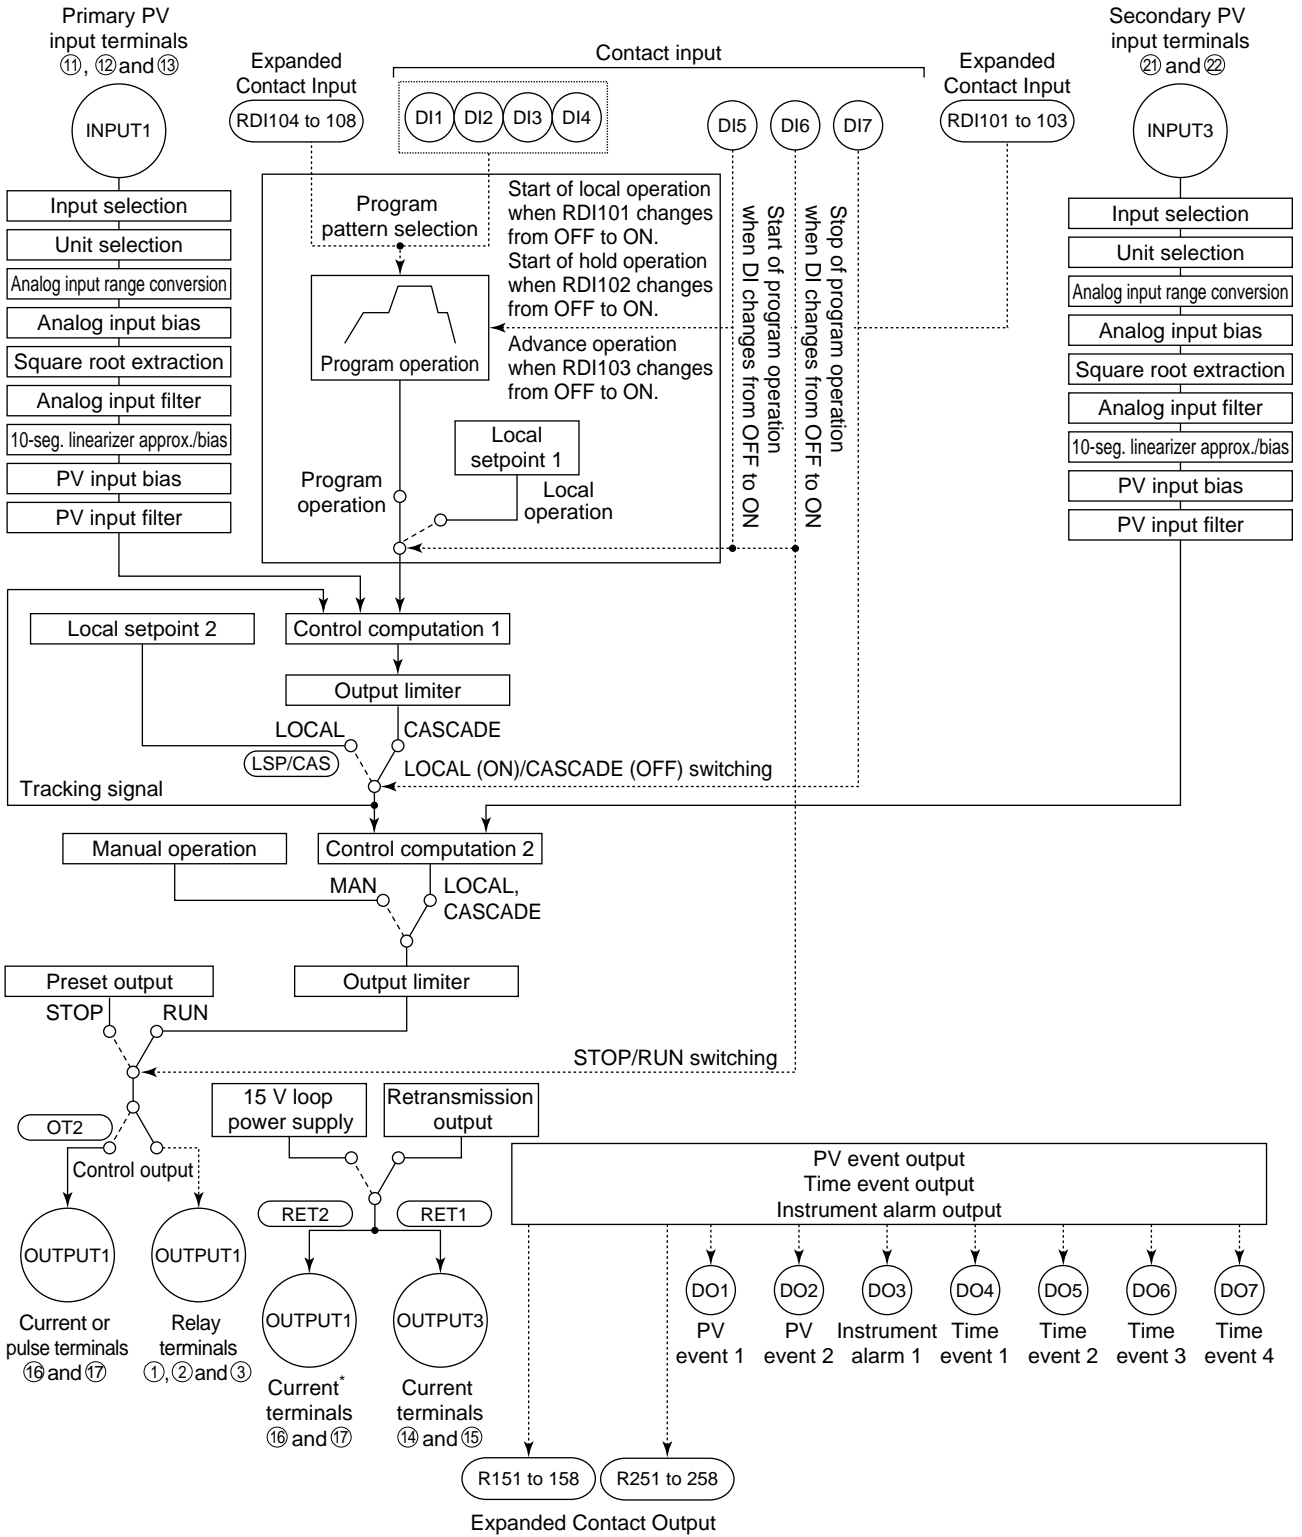 Primary PV
input terminals
⑪, ⑫ and ⑬
INPUT1
Input selection
Unit selection
Analog input range conversion
Analog input bias
Square root extraction
Analog input filter
10-seg. linearizer approx./bias
PV input bias
PV input filter
Expanded
Contact Input
RDI104 to 108
Contact input
DI1
DI2
DI3
DI4
DI5
DI6
DI7
Expanded
Contact Input
RDI101 to 103
Secondary PV
input terminals
㉑ and ㉒
INPUT3
Input selection
Unit selection
Analog input range conversion
Analog input bias
Square root extraction
Analog input filter
10-seg. linearizer approx./bias
PV input bias
PV input filter
Program
pattern selection
Program operation
Start of local operation
when RDI101 changes
from OFF to ON.
Start of hold operation
when RDI102 changes
from OFF to ON.
Advance operation
when RDI103 changes
from OFF to ON.
Start of program operation
when DI changes from OFF to ON
Stop of program operation
when DI changes from OFF to ON
Local
setpoint 1
Program
operation
Local
operation
Local setpoint 2
Control computation 1
Output limiter
LOCAL
CASCADE
LSP/CAS
LOCAL (ON)/CASCADE (OFF) switching
Tracking signal
Manual operation
Control computation 2
MAN
LOCAL,
CASCADE
Preset output
Output limiter
STOP
RUN
STOP/RUN switching
OT2
Control output
OUTPUT1
Current or
pulse terminals
⑯ and ⑰
OUTPUT1
Relay
terminals
①, ② and ③
15 V loop
power supply
Retransmission
output
RET2
RET1
OUTPUT1
Current*
terminals
⑯ and ⑰
OUTPUT3
Current
terminals
⑭ and ⑮
PV event output
Time event output
Instrument alarm output
DO1
PV
event 1
DO2
PV
event 2
DO3
Instrument
alarm 1
DO4
Time
event 1
DO5
Time
event 2
DO6
Time
event 3
DO7
Time
event 4
R151 to 158
R251 to 258
Expanded Contact Output